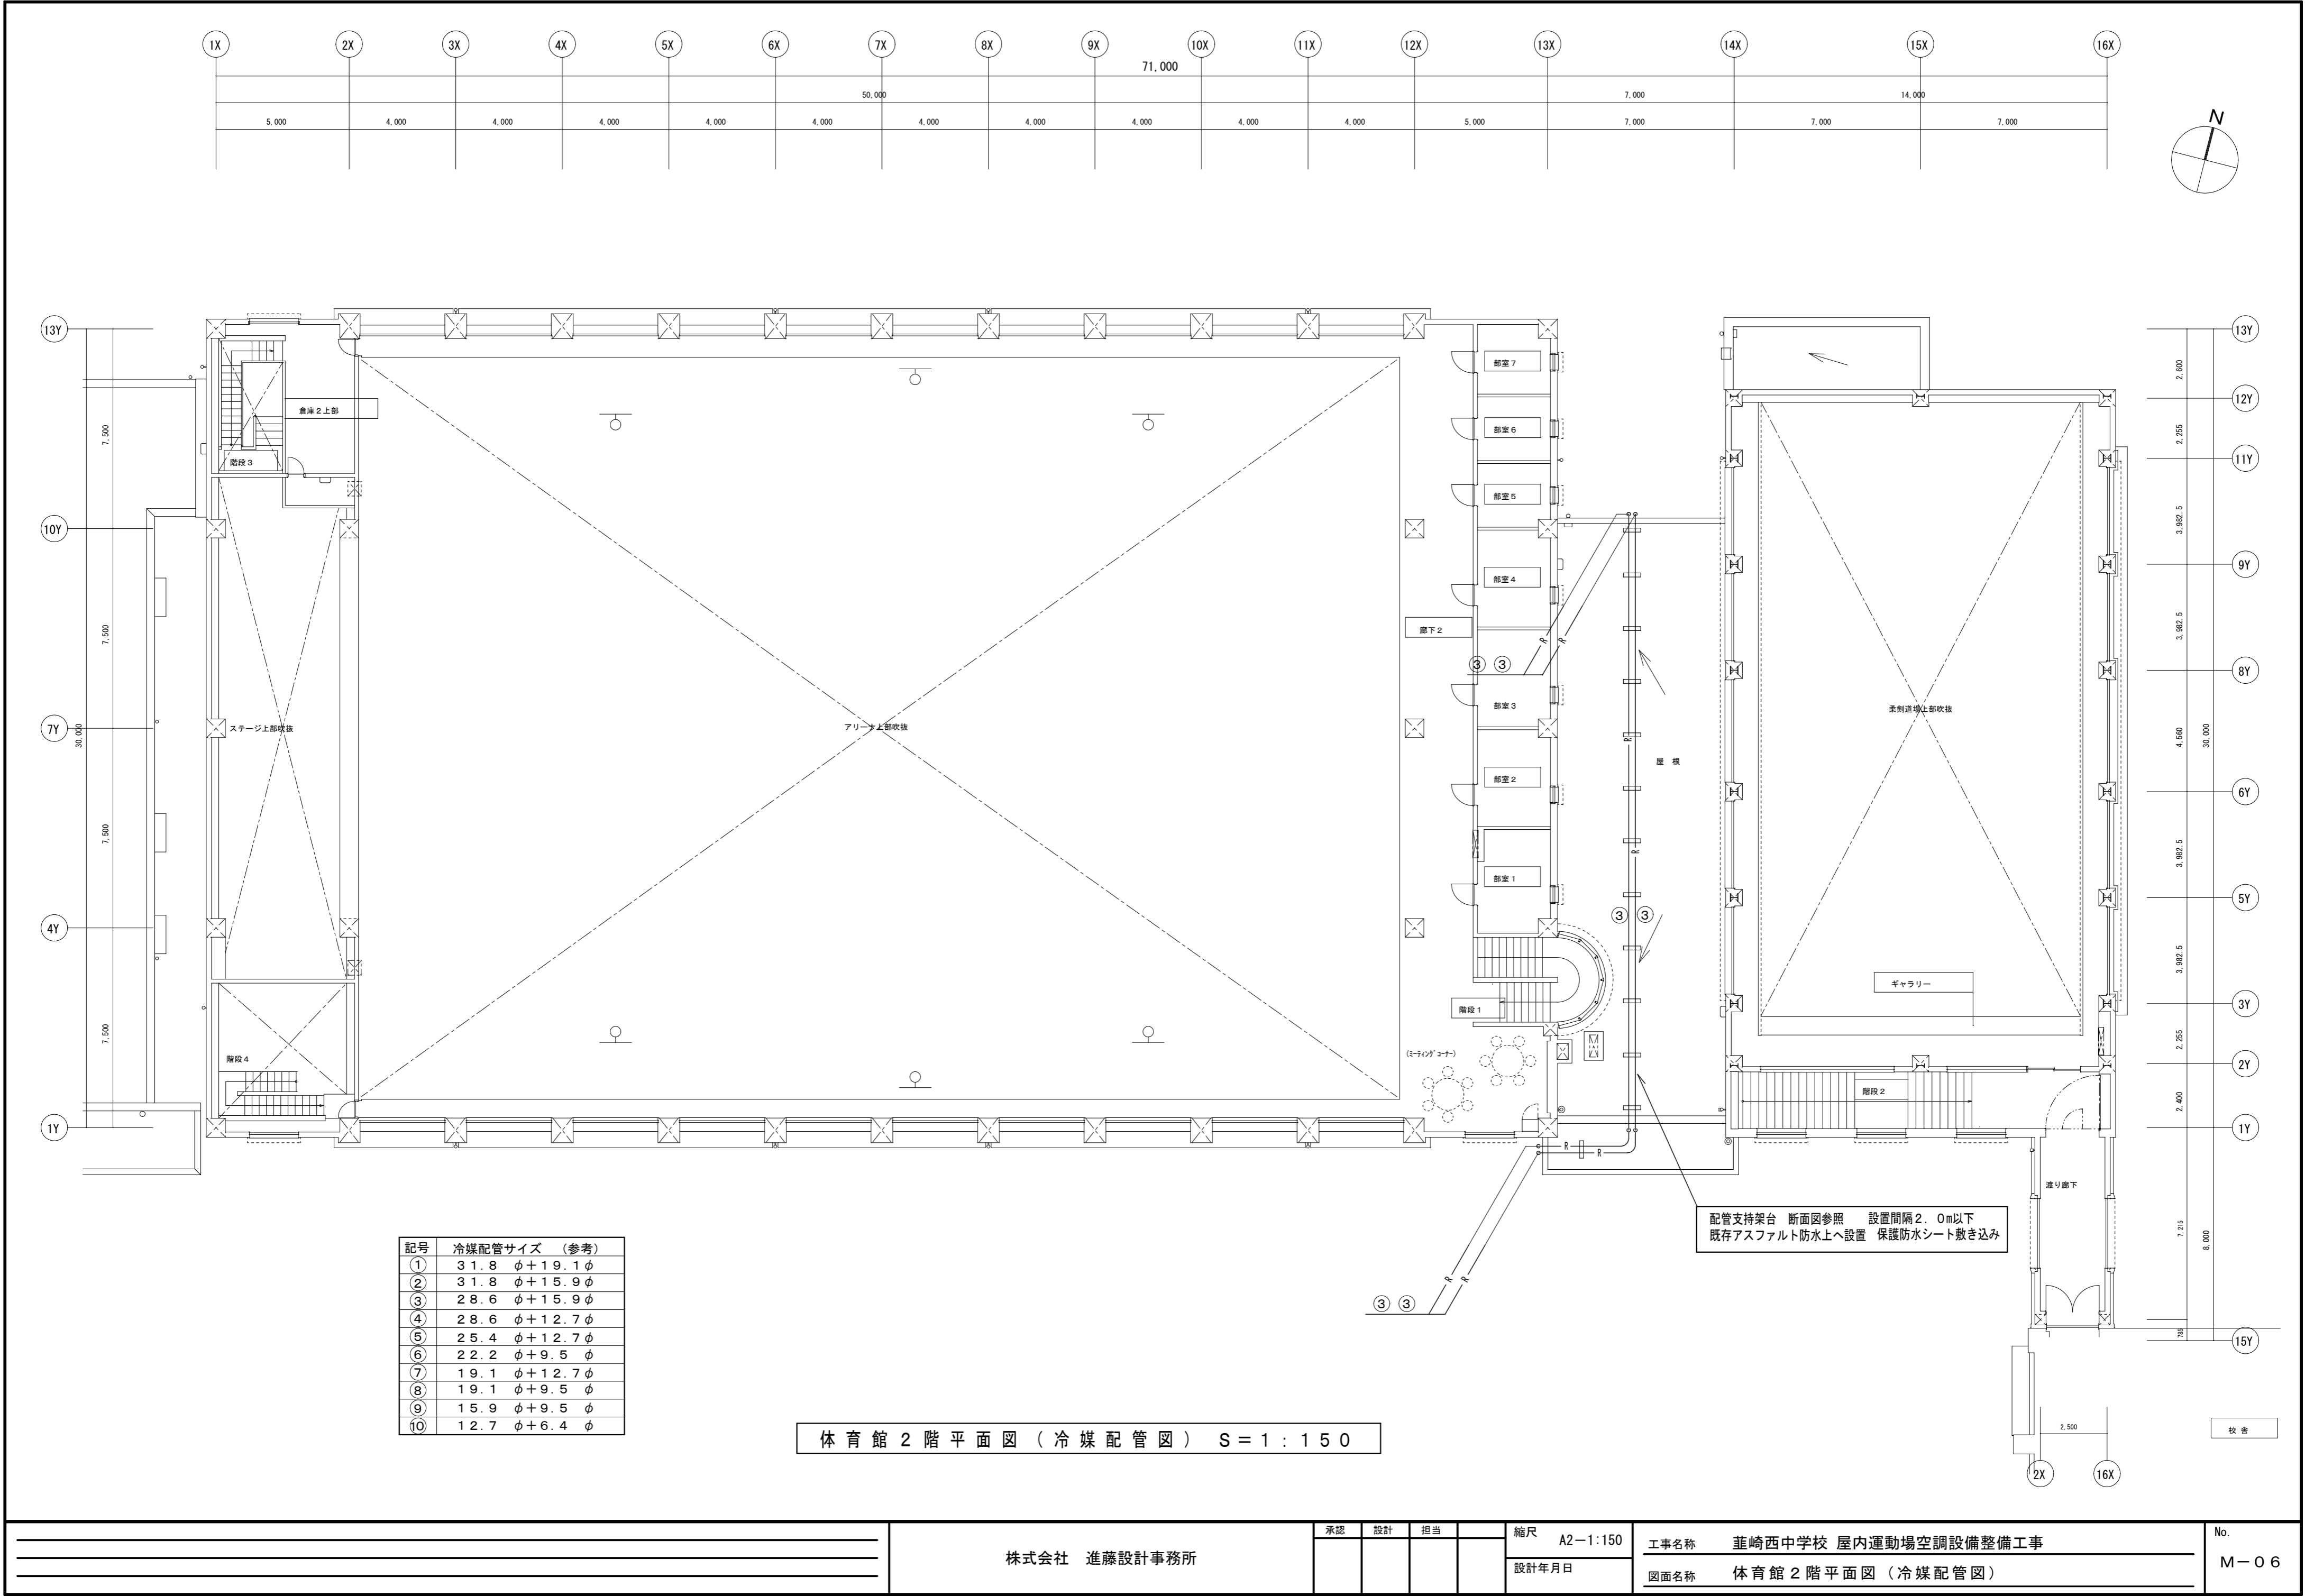 1X 2X 3X 4X 5X 6X 7X 8X 9X 10X 11X 12X 13X 14X 15X 16X
71,000
50,000 7,000 14,000
5,000 4,000 4,000 4,000 4,000 4,000 4,000 4,000 4,000 4,000 4,000 5,000 7,000 7,000 7,000
N
13Y
10Y
7Y
4Y
1Y
7,500
7,500
7,500
7,500
30,000
倉庫2上部
階段3
ステージ上部吹抜
階段4
アリーナ上部吹抜
部室7
部室6
部室5
部室4
廊下2
部室3
部室2
部室1
階段1
(ミーティングコーナー)
R R
③ ③
R
R
屋 根
③ ③
R
R
R R
③ ③
柔剣道場上部吹抜
ギャラリー
階段2
渡り廊下
13Y
12Y
11Y
9Y
8Y
6Y
5Y
3Y
2Y
1Y
15Y
2,600
2,255
3,982.5
3,982.5
4,560
3,982.5
3,982.5
2,255
2,400
7,215
785
30,000
8,000
2,500
2X 16X
校 舎
配管支持架台 断面図参照 設置間隔2.0m以下
既存アスファルト防水上へ設置 保護防水シート敷き込み
記号 冷媒配管サイズ (参考)
① 31.8 φ+19.1φ
② 31.8 φ+15.9φ
③ 28.6 φ+15.9φ
④ 28.6 φ+12.7φ
⑤ 25.4 φ+12.7φ
⑥ 22.2 φ+9.5 φ
⑦ 19.1 φ+12.7φ
⑧ 19.1 φ+9.5 φ
⑨ 15.9 φ+9.5 φ
⑩ 12.7 φ+6.4 φ
体育館2階平面図(冷媒配管図) S=1:150
株式会社 進藤設計事務所
承認 設計 担当
縮尺 A2-1:150
設計年月日
工事名称 韮崎西中学校 屋内運動場空調設備整備工事
図面名称 体育館2階平面図(冷媒配管図)
No.
M-06